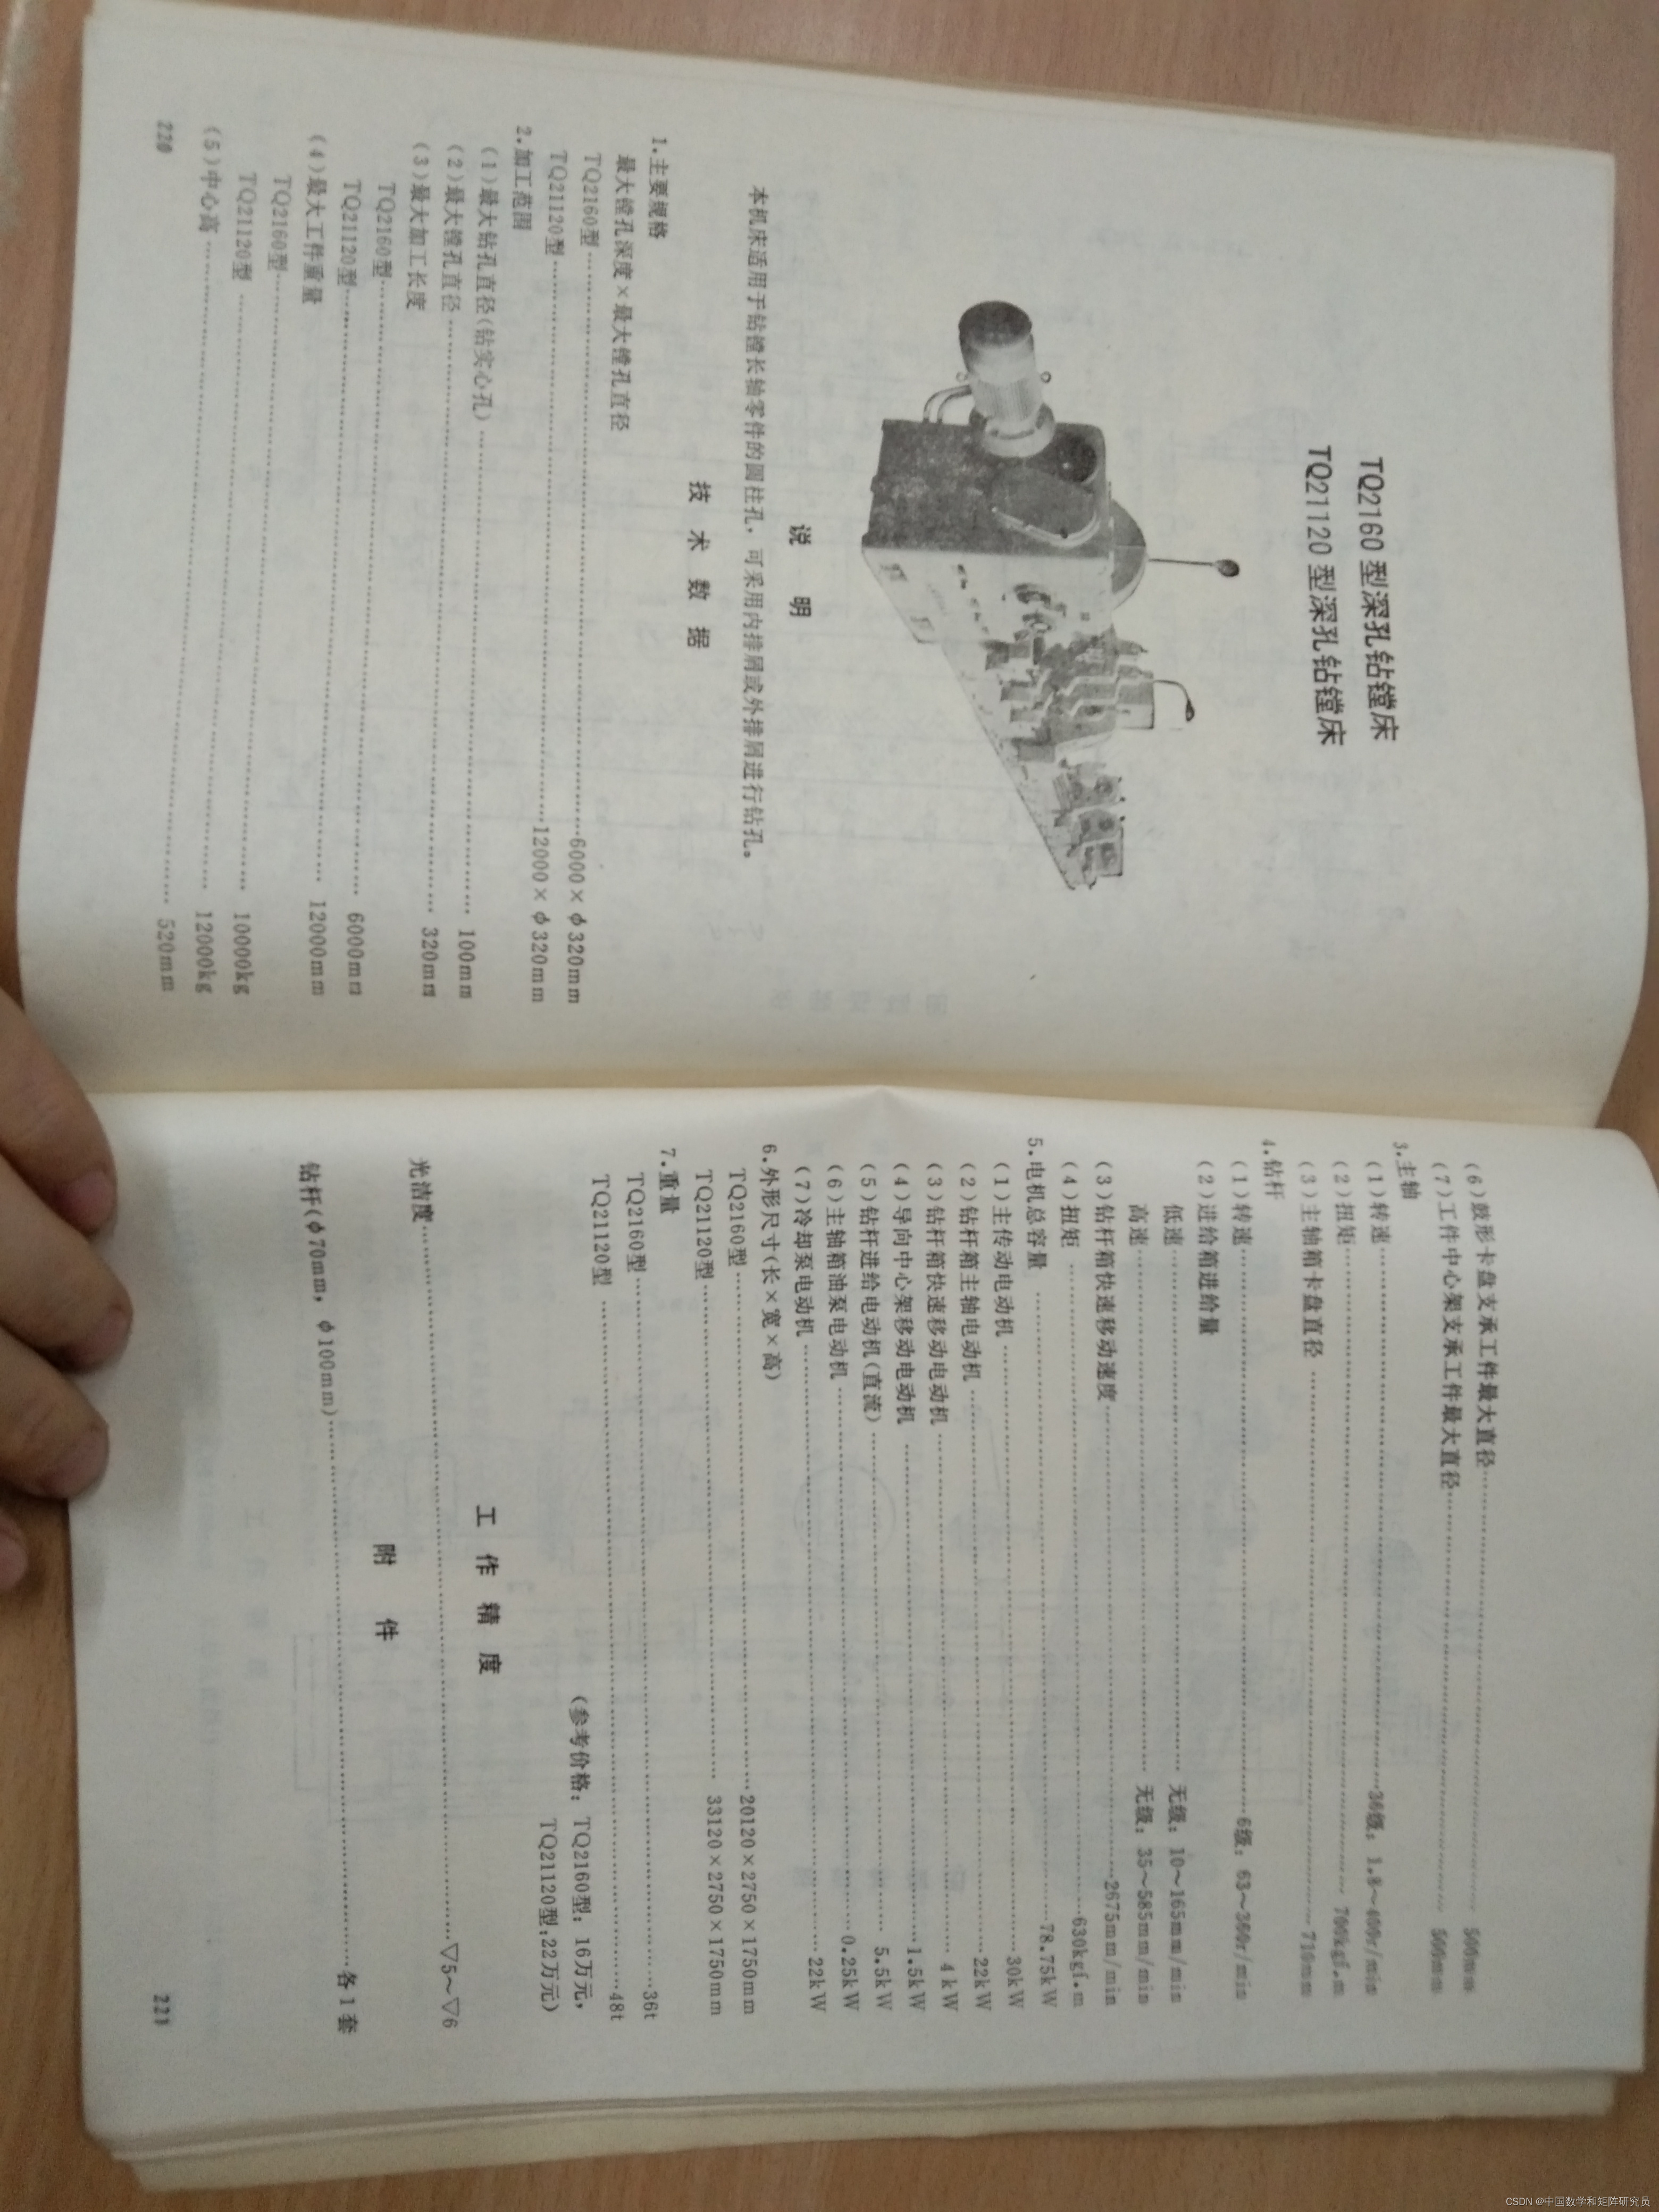 TQ2160型深孔钻镗床
TQ21120型深孔钻镗床
说 明
本机床适用于钻镗长轴零件的圆柱孔，可采用内排屑或外排屑进行钻孔。
技 术 数 据
1.主要规格
最大镗孔深度×最大镗孔直径
TQ2160型……6000×φ320mm
TQ21120型……12000×φ320mm
2.加工范围
(1)最大钻孔直径(钻实心孔)……100mm
(2)最大镗孔直径……320mm
(3)最大加工长度
TQ2160型……6000mm
TQ21120型……12000mm
(4)最大工件重量
TQ2160型……10000kg
TQ21120型……12000kg
(5)中心高……520mm
220
(6)鼓形卡盘支承工件最大直径……500mm
(7)工件中心架支承工件最大直径……500mm
3.主轴
(1)转速……36级：1.8～400r/min
(2)扭矩……700kgf.m
(3)主轴箱卡盘直径……710mm
4.钻杆
(1)转速……6级：63～360r/min
(2)进给箱进给量
低速……无级：10～165mm/min
高速……无级：35～585mm/min
(3)钻杆箱快速移动速度……2675mm/min
(4)扭矩……630kgf.m
5.电机总容量……78.75kW
(1)主传动电动机……30kW
(2)钻杆箱主轴电动机……22kW
(3)钻杆箱快速移动电动机……4kW
(4)导向中心架移动电动机……1.5kW
(5)钻杆进给电动机(直流)……5.5kW
(6)主轴箱油泵电动机……0.25kW
(7)冷却泵电动机……22kW
6.外形尺寸(长×宽×高)
TQ2160型……20120×2750×1750mm
TQ21120型……33120×2750×1750mm
7.重量
TQ2160型……36t
TQ21120型……48t
(参考价格：TQ2160型：16万元，
TQ21120型：22万元)
工 作 精 度
光洁度……▽5～▽6
附 件
钻杆(φ70mm，φ100mm)……各1套
221
CSDN @中国数学和矩阵研究员